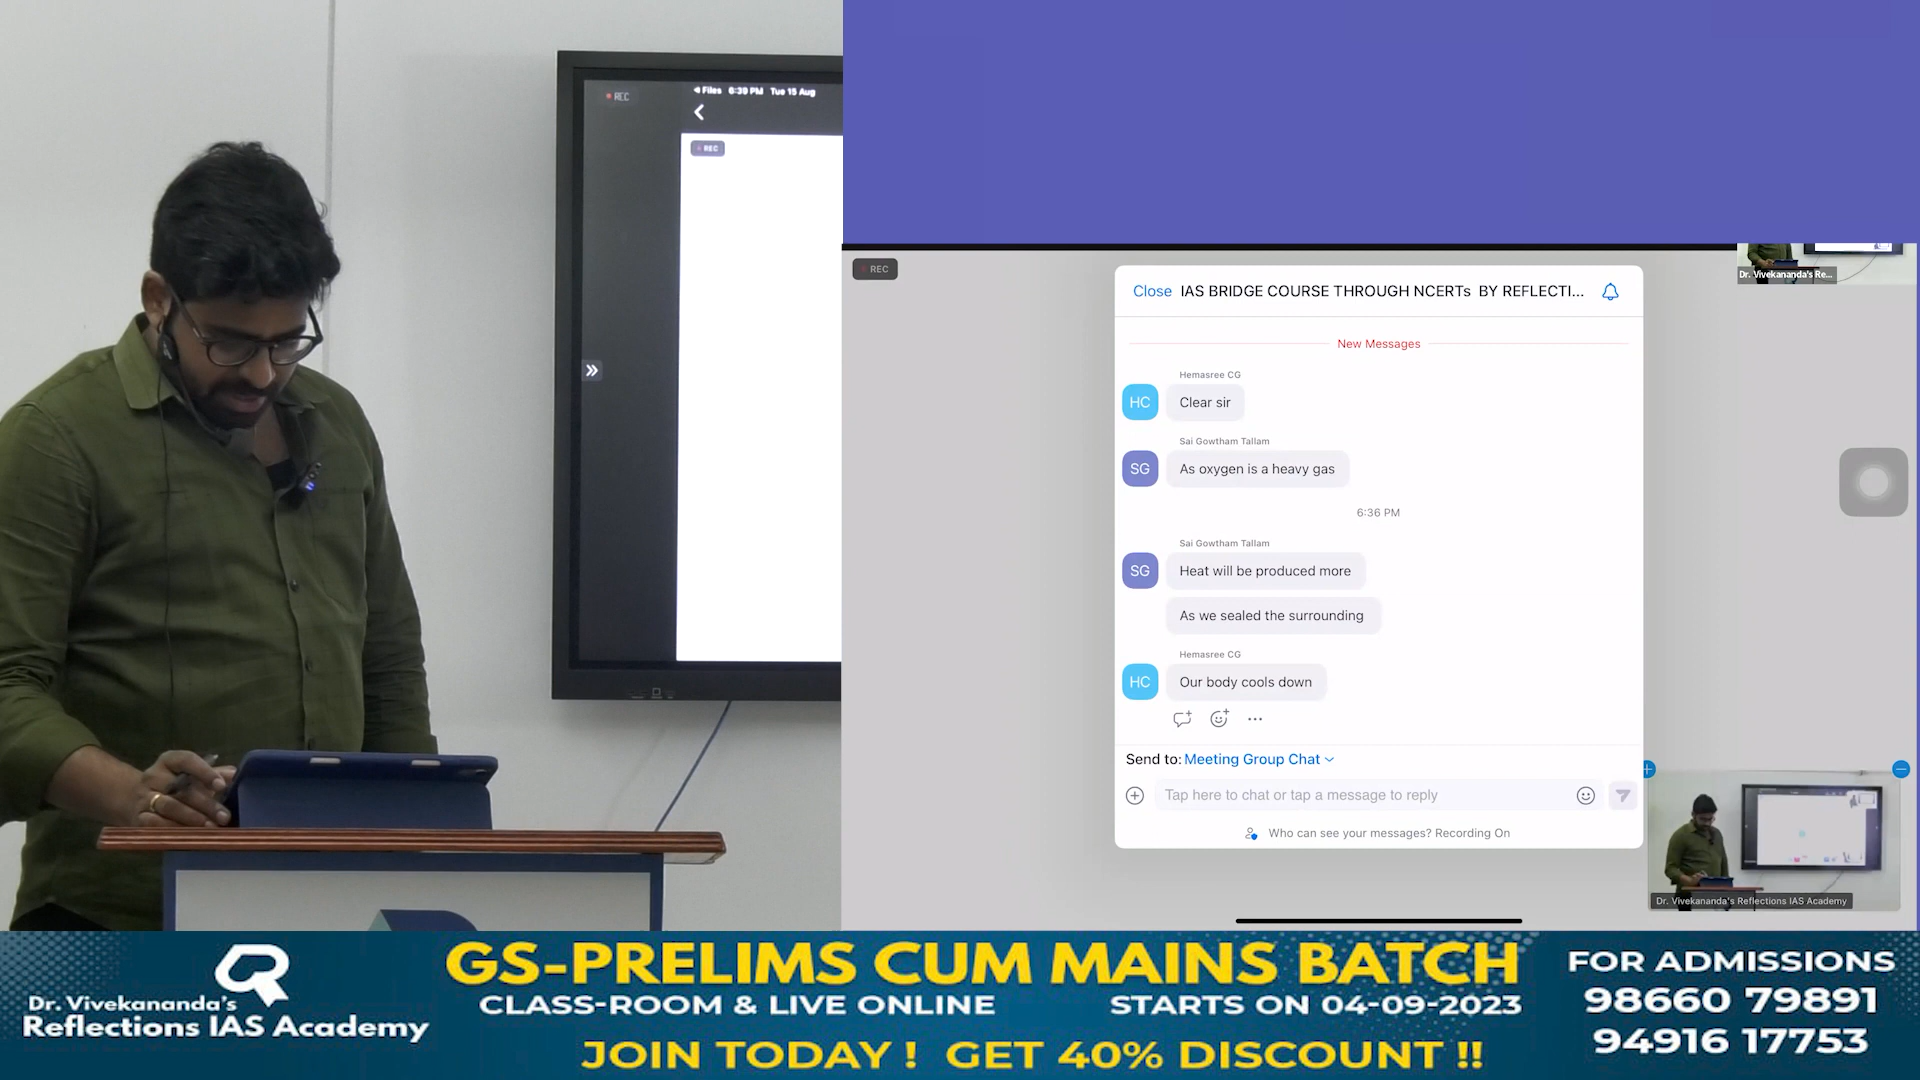 REC
Files 6:39 PM Tue 15 Aug
REC
REC
Dr. Vivekananda's Re...
Close IAS BRIDGE COURSE THROUGH NCERTs BY REFLECTI...
New Messages
Hemasree CG
HC Clear sir
Sai Gowtham Tallam
SG As oxygen is a heavy gas
6:36 PM
Sai Gowtham Tallam
SG Heat will be produced more
As we sealed the surrounding
Hemasree CG
HC Our body cools down
Send to: Meeting Group Chat
Tap here to chat or tap a message to reply
Who can see your messages? Recording On
Dr. Vivekananda's Reflections IAS Academy
Dr. Vivekananda's
Reflections IAS Academy
GS-PRELIMS CUM MAINS BATCH
CLASS-ROOM & LIVE ONLINE STARTS ON 04-09-2023
JOIN TODAY ! GET 40% DISCOUNT !!
FOR ADMISSIONS
98660 79891
94916 17753